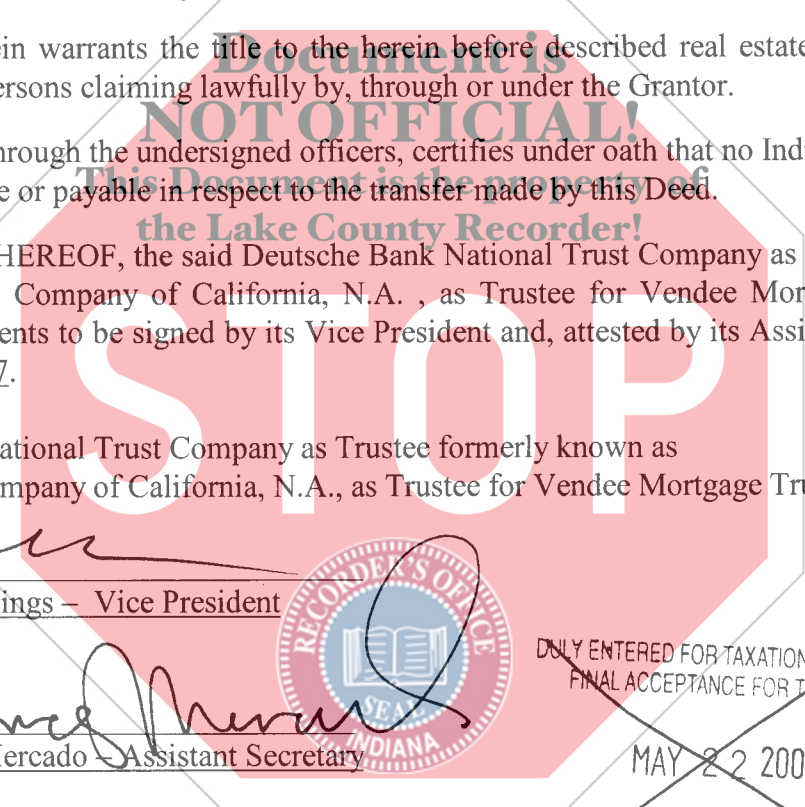 Document is
ein warrants the title to the herein before described real estate
ersons claiming lawfully by, through or under the Grantor.
NOT OFFICIAL!
hrough the undersigned officers, certifies under oath that no Indi
This Document is the property of
e or payable in respect to the transfer made by this Deed.
the Lake County Recorder!
HEREOF, the said Deutsche Bank National Trust Company as
Company of California, N.A. , as Trustee for Vendee Mor
ents to be signed by its Vice President and, attested by its Assi
7.
STOP
ational Trust Company as Trustee formerly known as
ompany of California, N.A., as Trustee for Vendee Mortgage Tru
ings – Vice President
RECORDER'S OFFICE
SEAL
INDIANA
DULY ENTERED FOR TAXATION
FINAL ACCEPTANCE FOR T
Mercado – Assistant Secretary
MAY 22 200